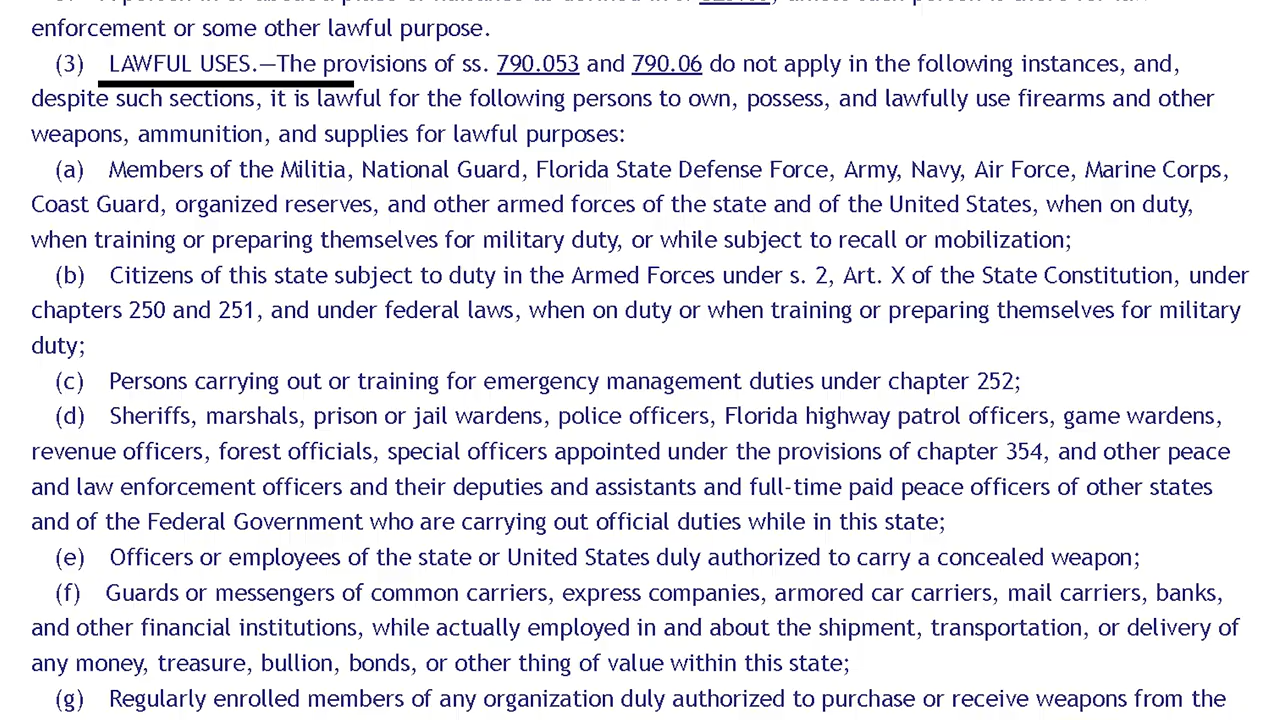 enforcement or some other lawful purpose.
(3) LAWFUL USES.—The provisions of ss. 790.053 and 790.06 do not apply in the following instances, and,
despite such sections, it is lawful for the following persons to own, possess, and lawfully use firearms and other
weapons, ammunition, and supplies for lawful purposes:
(a) Members of the Militia, National Guard, Florida State Defense Force, Army, Navy, Air Force, Marine Corps,
Coast Guard, organized reserves, and other armed forces of the state and of the United States, when on duty,
when training or preparing themselves for military duty, or while subject to recall or mobilization;
(b) Citizens of this state subject to duty in the Armed Forces under s. 2, Art. X of the State Constitution, under
chapters 250 and 251, and under federal laws, when on duty or when training or preparing themselves for military
duty;
(c) Persons carrying out or training for emergency management duties under chapter 252;
(d) Sheriffs, marshals, prison or jail wardens, police officers, Florida highway patrol officers, game wardens,
revenue officers, forest officials, special officers appointed under the provisions of chapter 354, and other peace
and law enforcement officers and their deputies and assistants and full-time paid peace officers of other states
and of the Federal Government who are carrying out official duties while in this state;
(e) Officers or employees of the state or United States duly authorized to carry a concealed weapon;
(f) Guards or messengers of common carriers, express companies, armored car carriers, mail carriers, banks,
and other financial institutions, while actually employed in and about the shipment, transportation, or delivery of
any money, treasure, bullion, bonds, or other thing of value within this state;
(g) Regularly enrolled members of any organization duly authorized to purchase or receive weapons from the